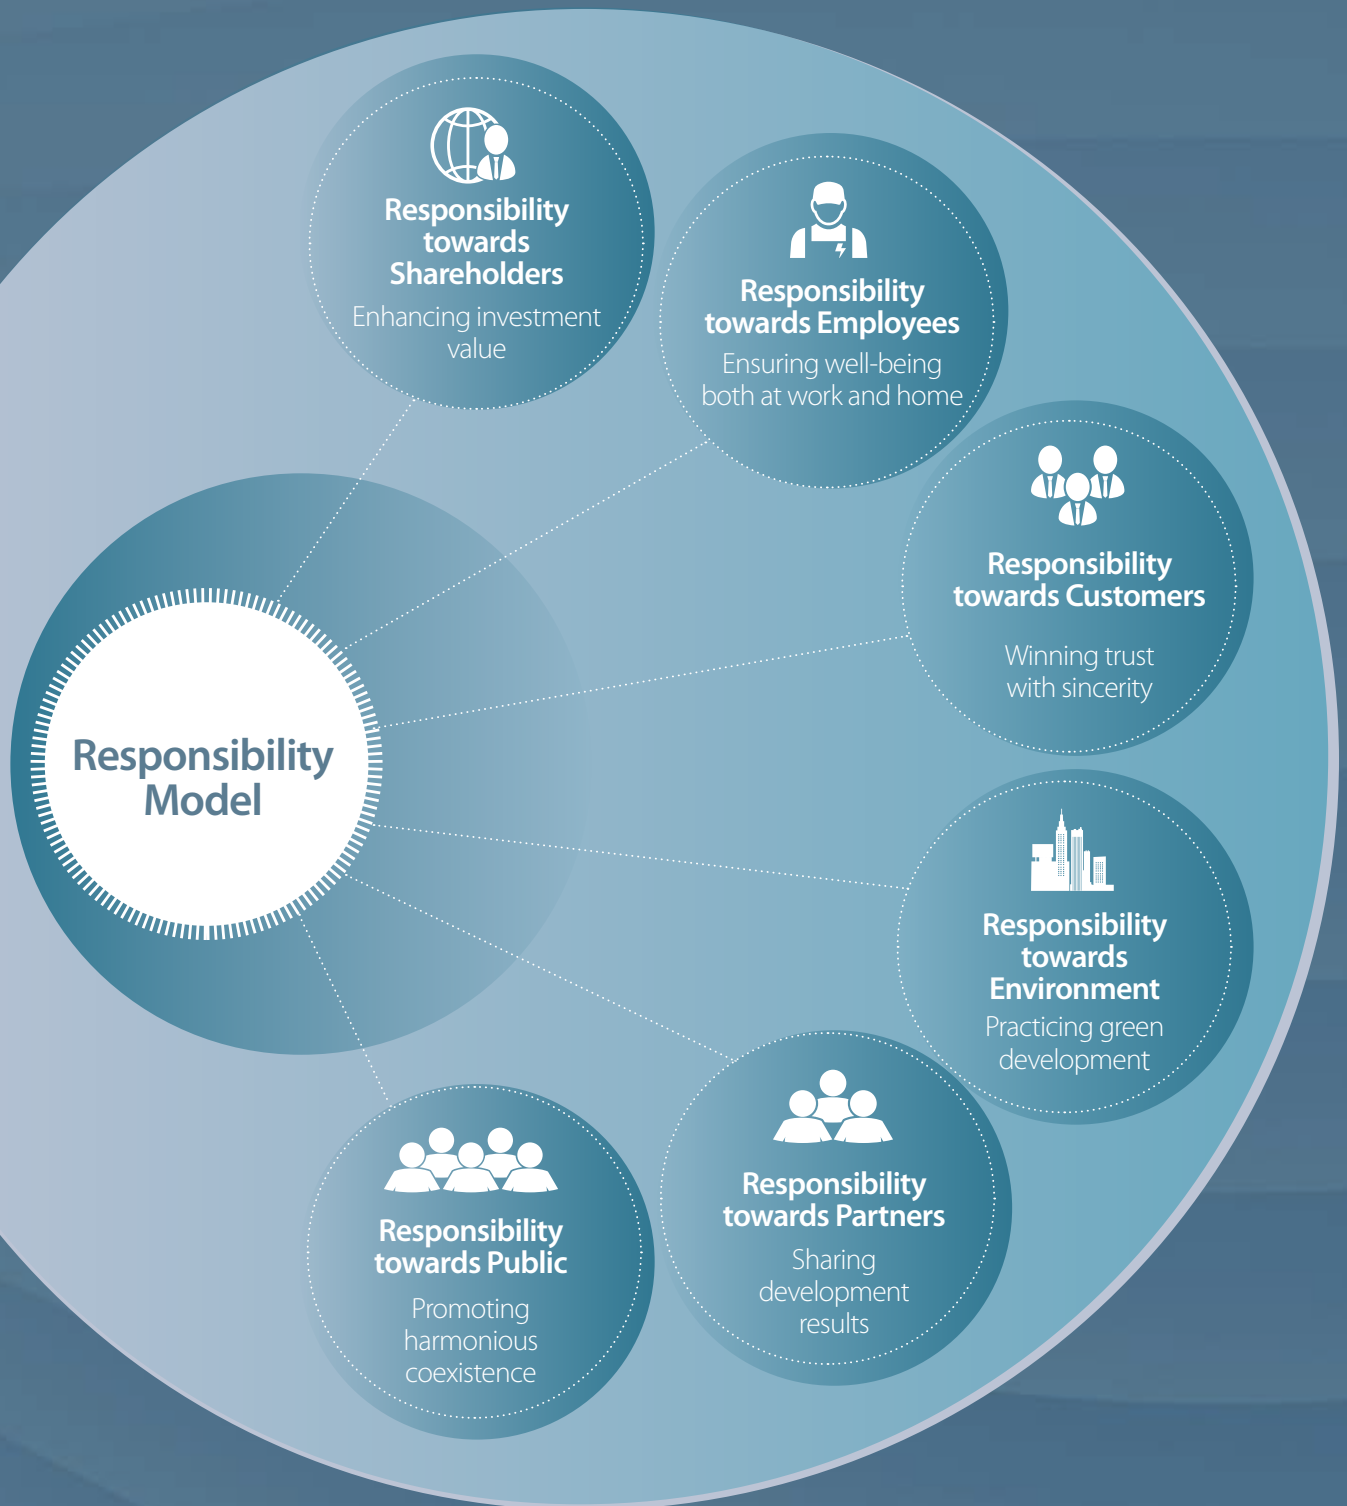 Responsibility
towards
Shareholders
Enhancing investment
value
Responsibility
towards Employees
Ensuring well-being
both at work and home
Responsibility
towards Customers
Winning trust
with sincerity
Responsibility
Model
Responsibility
towards
Environment
Practicing green
development
Responsibility
towards Partners
Sharing
development
results
Responsibility
towards Public
Promoting
harmonious
coexistence